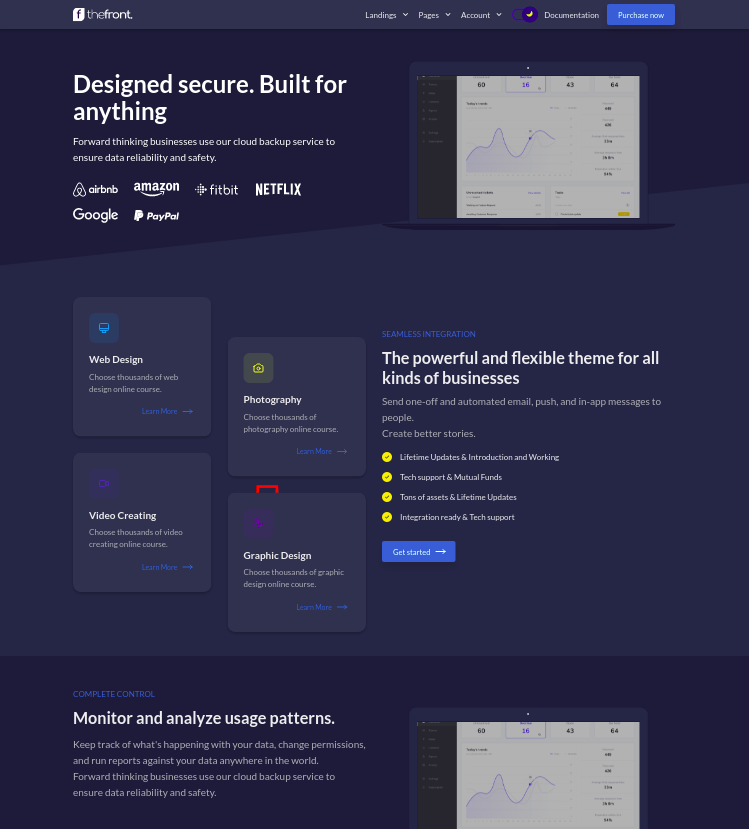 thefront.
Landings
Pages
Account
Documentation
Purchase now
Designed secure. Built for
anything
Forward thinking businesses use our cloud backup service to
ensure data reliability and safety.
airbnb
amazon
fitbit
NETFLIX
Google
PayPal
60
16
43
64
Web Design
Choose thousands of web
design online course.
Learn More
Photography
Choose thousands of
photography online course.
Learn More
Video Creating
Choose thousands of video
creating online course.
Learn More
Graphic Design
Choose thousands of graphic
design online course.
Learn More
SEAMLESS INTEGRATION
The powerful and flexible theme for all
kinds of businesses
Send one-off and automated email, push, and in-app messages to
people.
Create better stories.
Lifetime Updates & Introduction and Working
Tech support & Mutual Funds
Tons of assets & Lifetime Updates
Integration ready & Tech support
Get started
COMPLETE CONTROL
Monitor and analyze usage patterns.
Keep track of what's happening with your data, change permissions,
and run reports against your data anywhere in the world.
Forward thinking businesses use our cloud backup service to
ensure data reliability and safety.
60
16
43
64